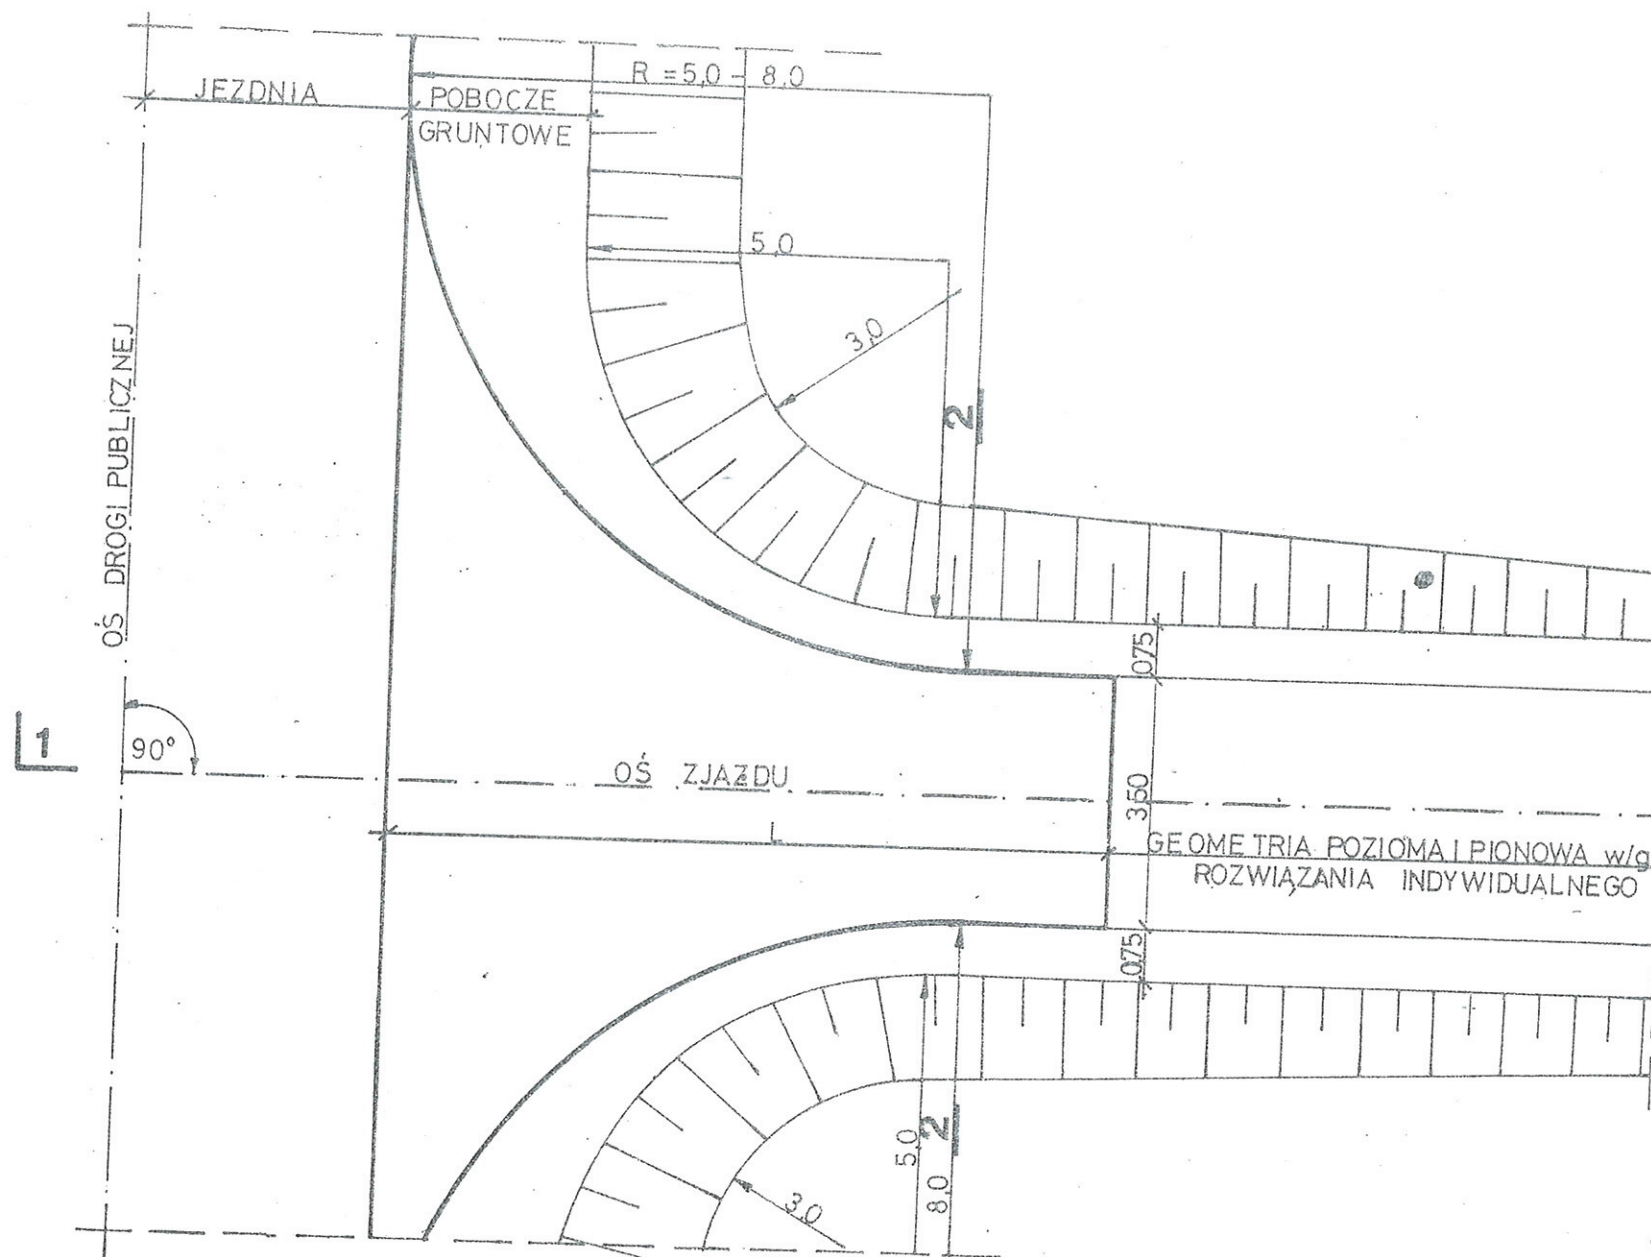 R = 5,0 - 8,0
JEZDNIA
POBOCZE
GRUNTOWE
5,0
3,0
2
OŚ DROGI PUBLICZNEJ
0,75
1
90°
OŚ ZJAZDU
3,50
L
GEOMETRIA POZIOMA I PIONOWA w/g
ROZWIĄZANIA INDYWIDUALNEGO
0,75
5,0
2
8,0
3,0